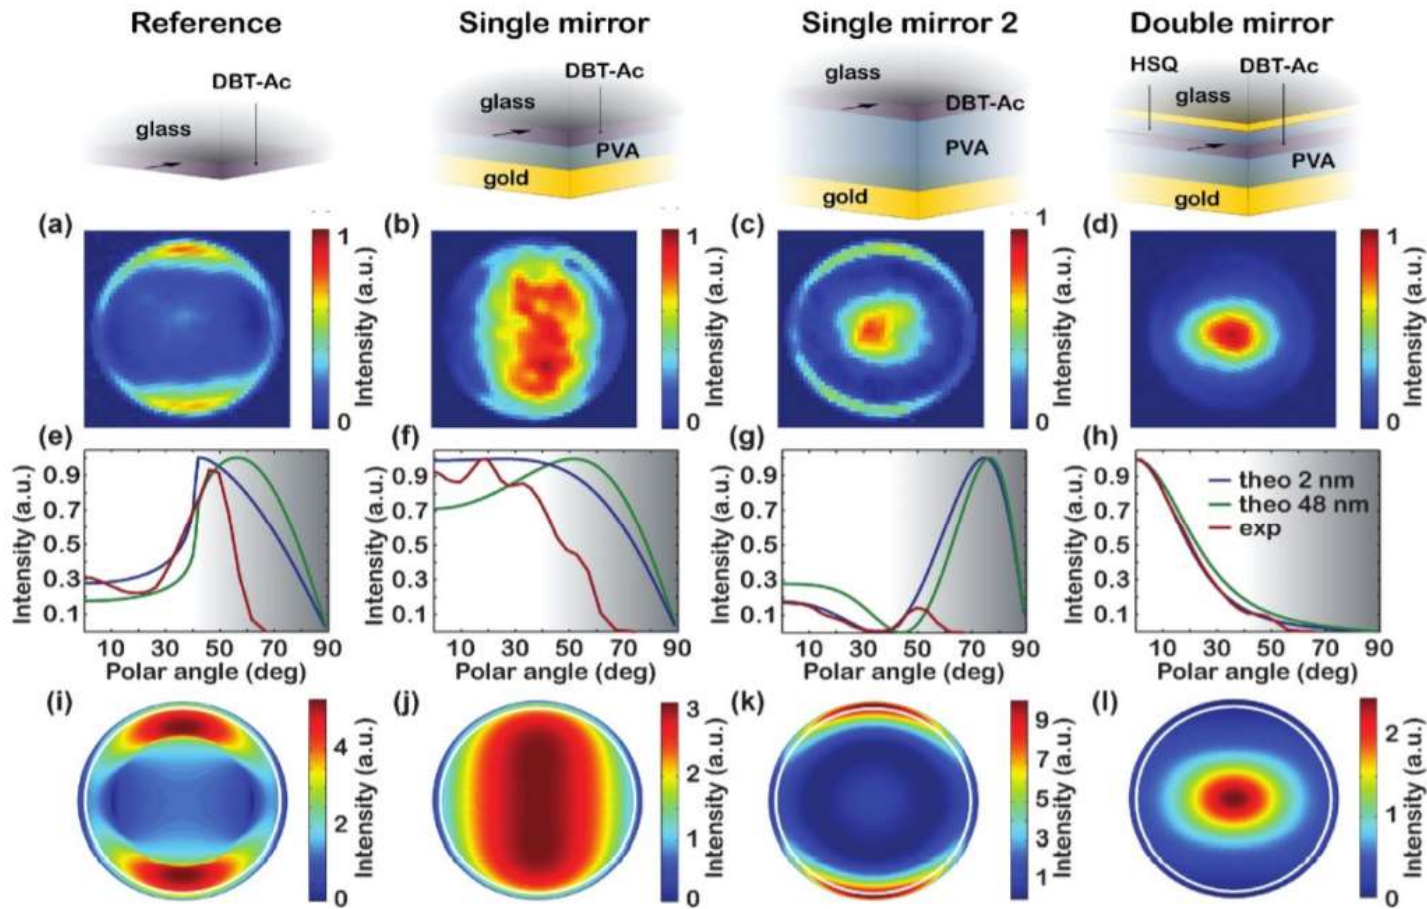 Reference Single mirror Single mirror 2 Double mirror
DBT-Ac
glass
DBT-Ac
glass
PVA
gold
glass
DBT-Ac
PVA
gold
HSQ DBT-Ac
glass
PVA
gold
(a) (b) (c) (d)
1 1 1 1
Intensity (a.u.) Intensity (a.u.) Intensity (a.u.) Intensity (a.u.)
0 0 0 0
(e) (f) (g) (h)
Intensity (a.u.) Intensity (a.u.) Intensity (a.u.) Intensity (a.u.)
0.9 0.9 0.9 0.9
0.7 0.7 0.7 0.7
0.5 0.5 0.5 0.5
0.3 0.3 0.3 0.3
0.1 0.1 0.1 0.1
theo 2 nm
theo 48 nm
exp
10 30 50 70 90 10 30 50 70 90 10 30 50 70 90 10 30 50 70 90
Polar angle (deg) Polar angle (deg) Polar angle (deg) Polar angle (deg)
(i) (j) (k) (l)
4 2 0
Intensity (a.u.)
3 2 1 0
Intensity (a.u.)
9 7 5 3 1
Intensity (a.u.)
2 1 0
Intensity (a.u.)